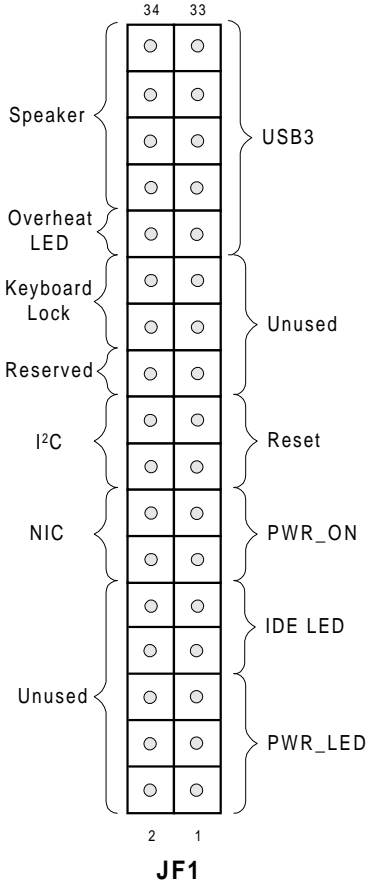 34 33
Speaker
USB3
Overheat
LED
Keyboard
Lock
Unused
Reserved
I²C
Reset
NIC
PWR_ON
IDE LED
Unused
PWR_LED
2 1
JF1